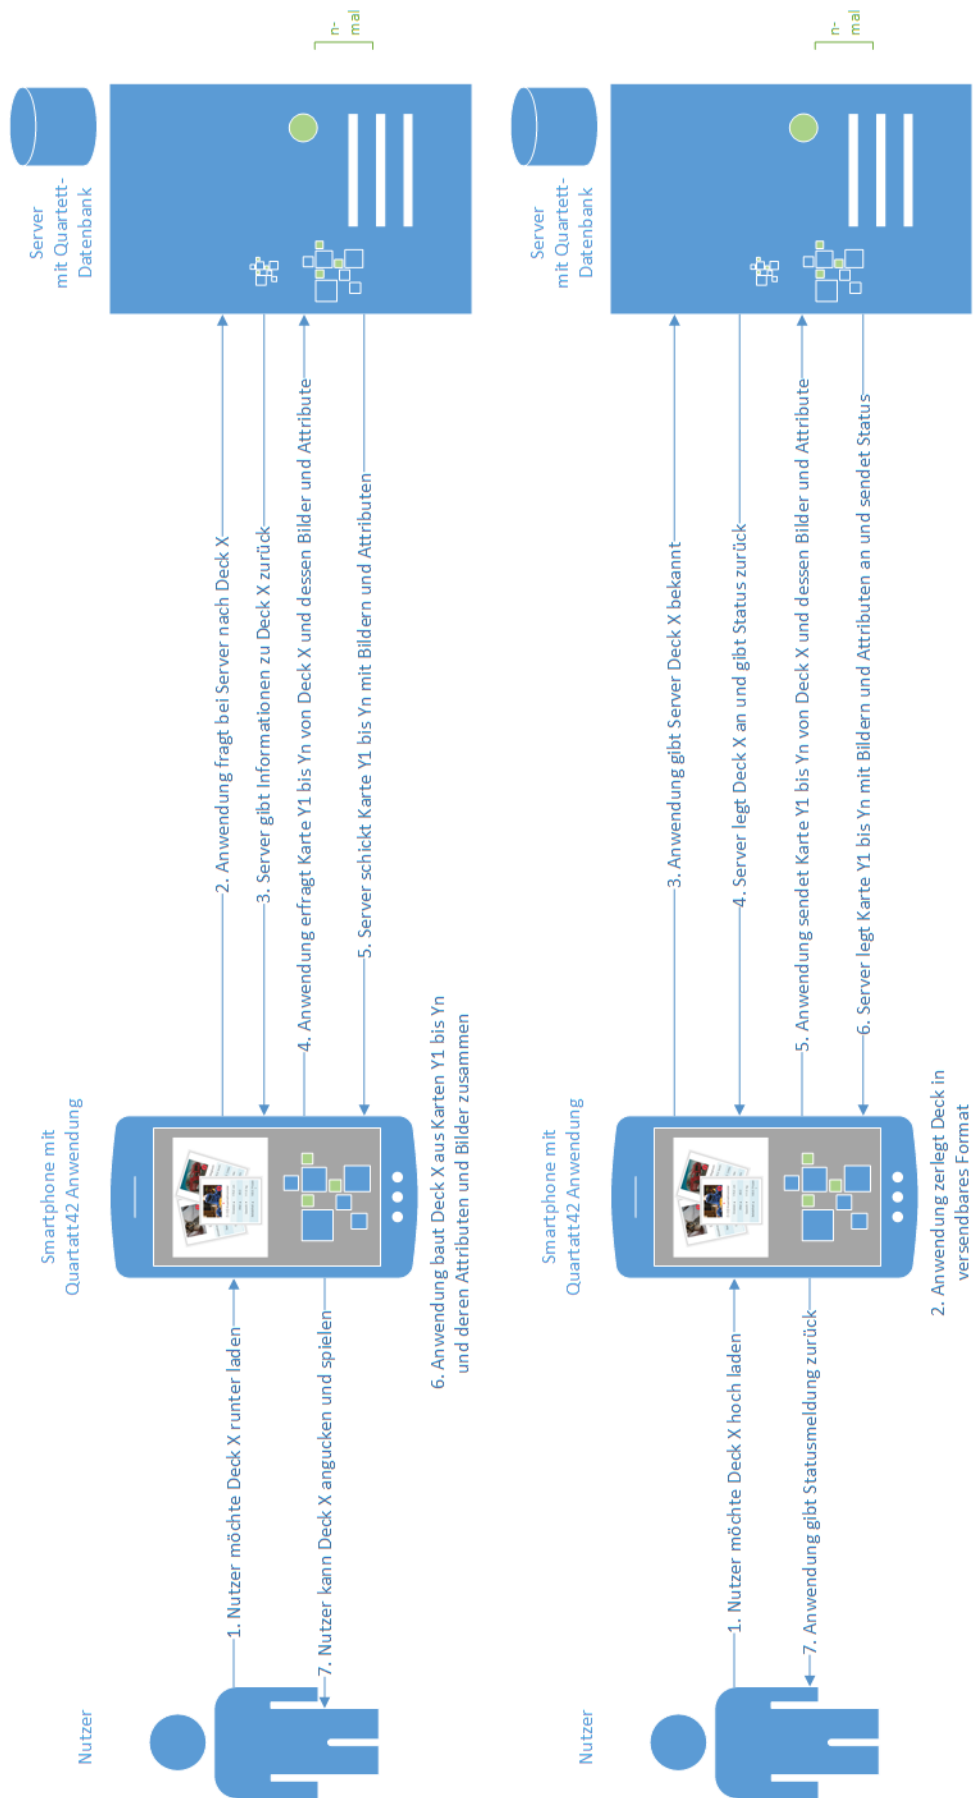 Nutzer
Smartphone mit
Quartatt42 Anwendung
Server
mit Quartett-
Datenbank
1. Nutzer möchte Deck X runter laden
2. Anwendung fragt bei Server nach Deck X
3. Server gibt Informationen zu Deck X zurück
4. Anwendung erfragt Karte Y1 bis Yn von Deck X und dessen Bilder und Attribute
5. Server schickt Karte Y1 bis Yn mit Bildern und Attributen
n-
mal
6. Anwendung baut Deck X aus Karten Y1 bis Yn
und deren Attributen und Bilder zusammen
7. Nutzer kann Deck X angucken und spielen
Nutzer
Smartphone mit
Quartatt42 Anwendung
Server
mit Quartett-
Datenbank
1. Nutzer möchte Deck X hoch laden
2. Anwendung zerlegt Deck in
versendbares Format
3. Anwendung gibt Server Deck X bekannt
4. Server legt Deck X an und gibt Status zurück
5. Anwendung sendet Karte Y1 bis Yn von Deck X und dessen Bilder und Attribute
6. Server legt Karte Y1 bis Yn mit Bildern und Attributen an und sendet Status
n-
mal
7. Anwendung gibt Statusmeldung zurück